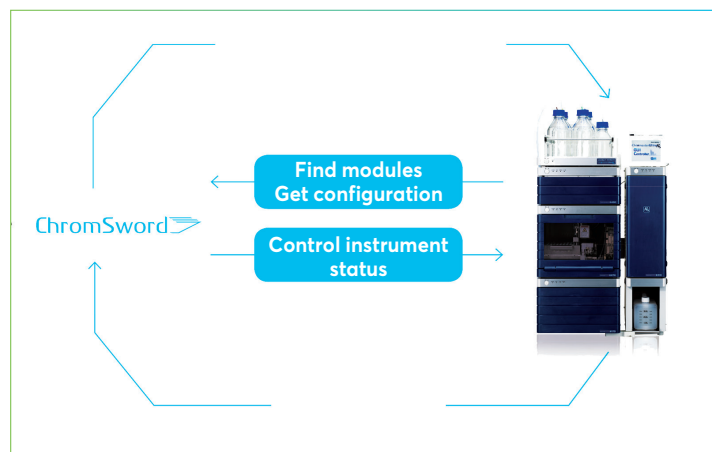 Find modules
Get configuration
ChromSword
Control instrument
status